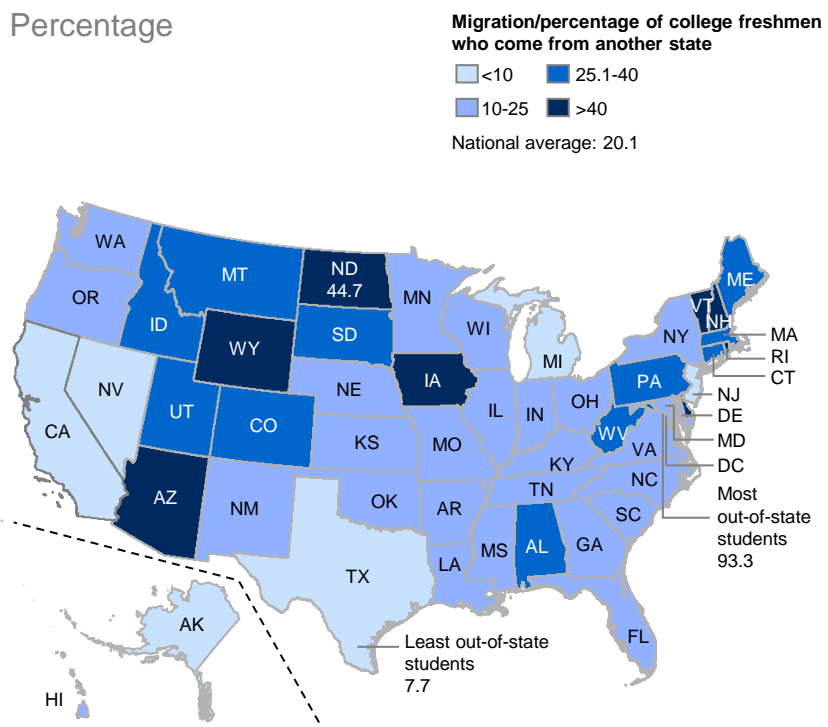 Percentage
Migration/percentage of college freshmen
who come from another state
<10
25.1-40
10-25
>40
National average: 20.1
WA
MT
ND
44.7
MN
VT
NH
ME
OR
ID
SD
WI
MI
NY
MA
RI
CT
WY
IA
PA
NJ
NV
UT
CO
NE
IL
IN
OH
DE
CA
KS
MO
WV
VA
MD
KY
DC
AZ
NM
OK
AR
TN
NC
SC
Most
out-of-state
students
93.3
TX
LA
MS
AL
GA
FL
AK
HI
Least out-of-state
students
7.7